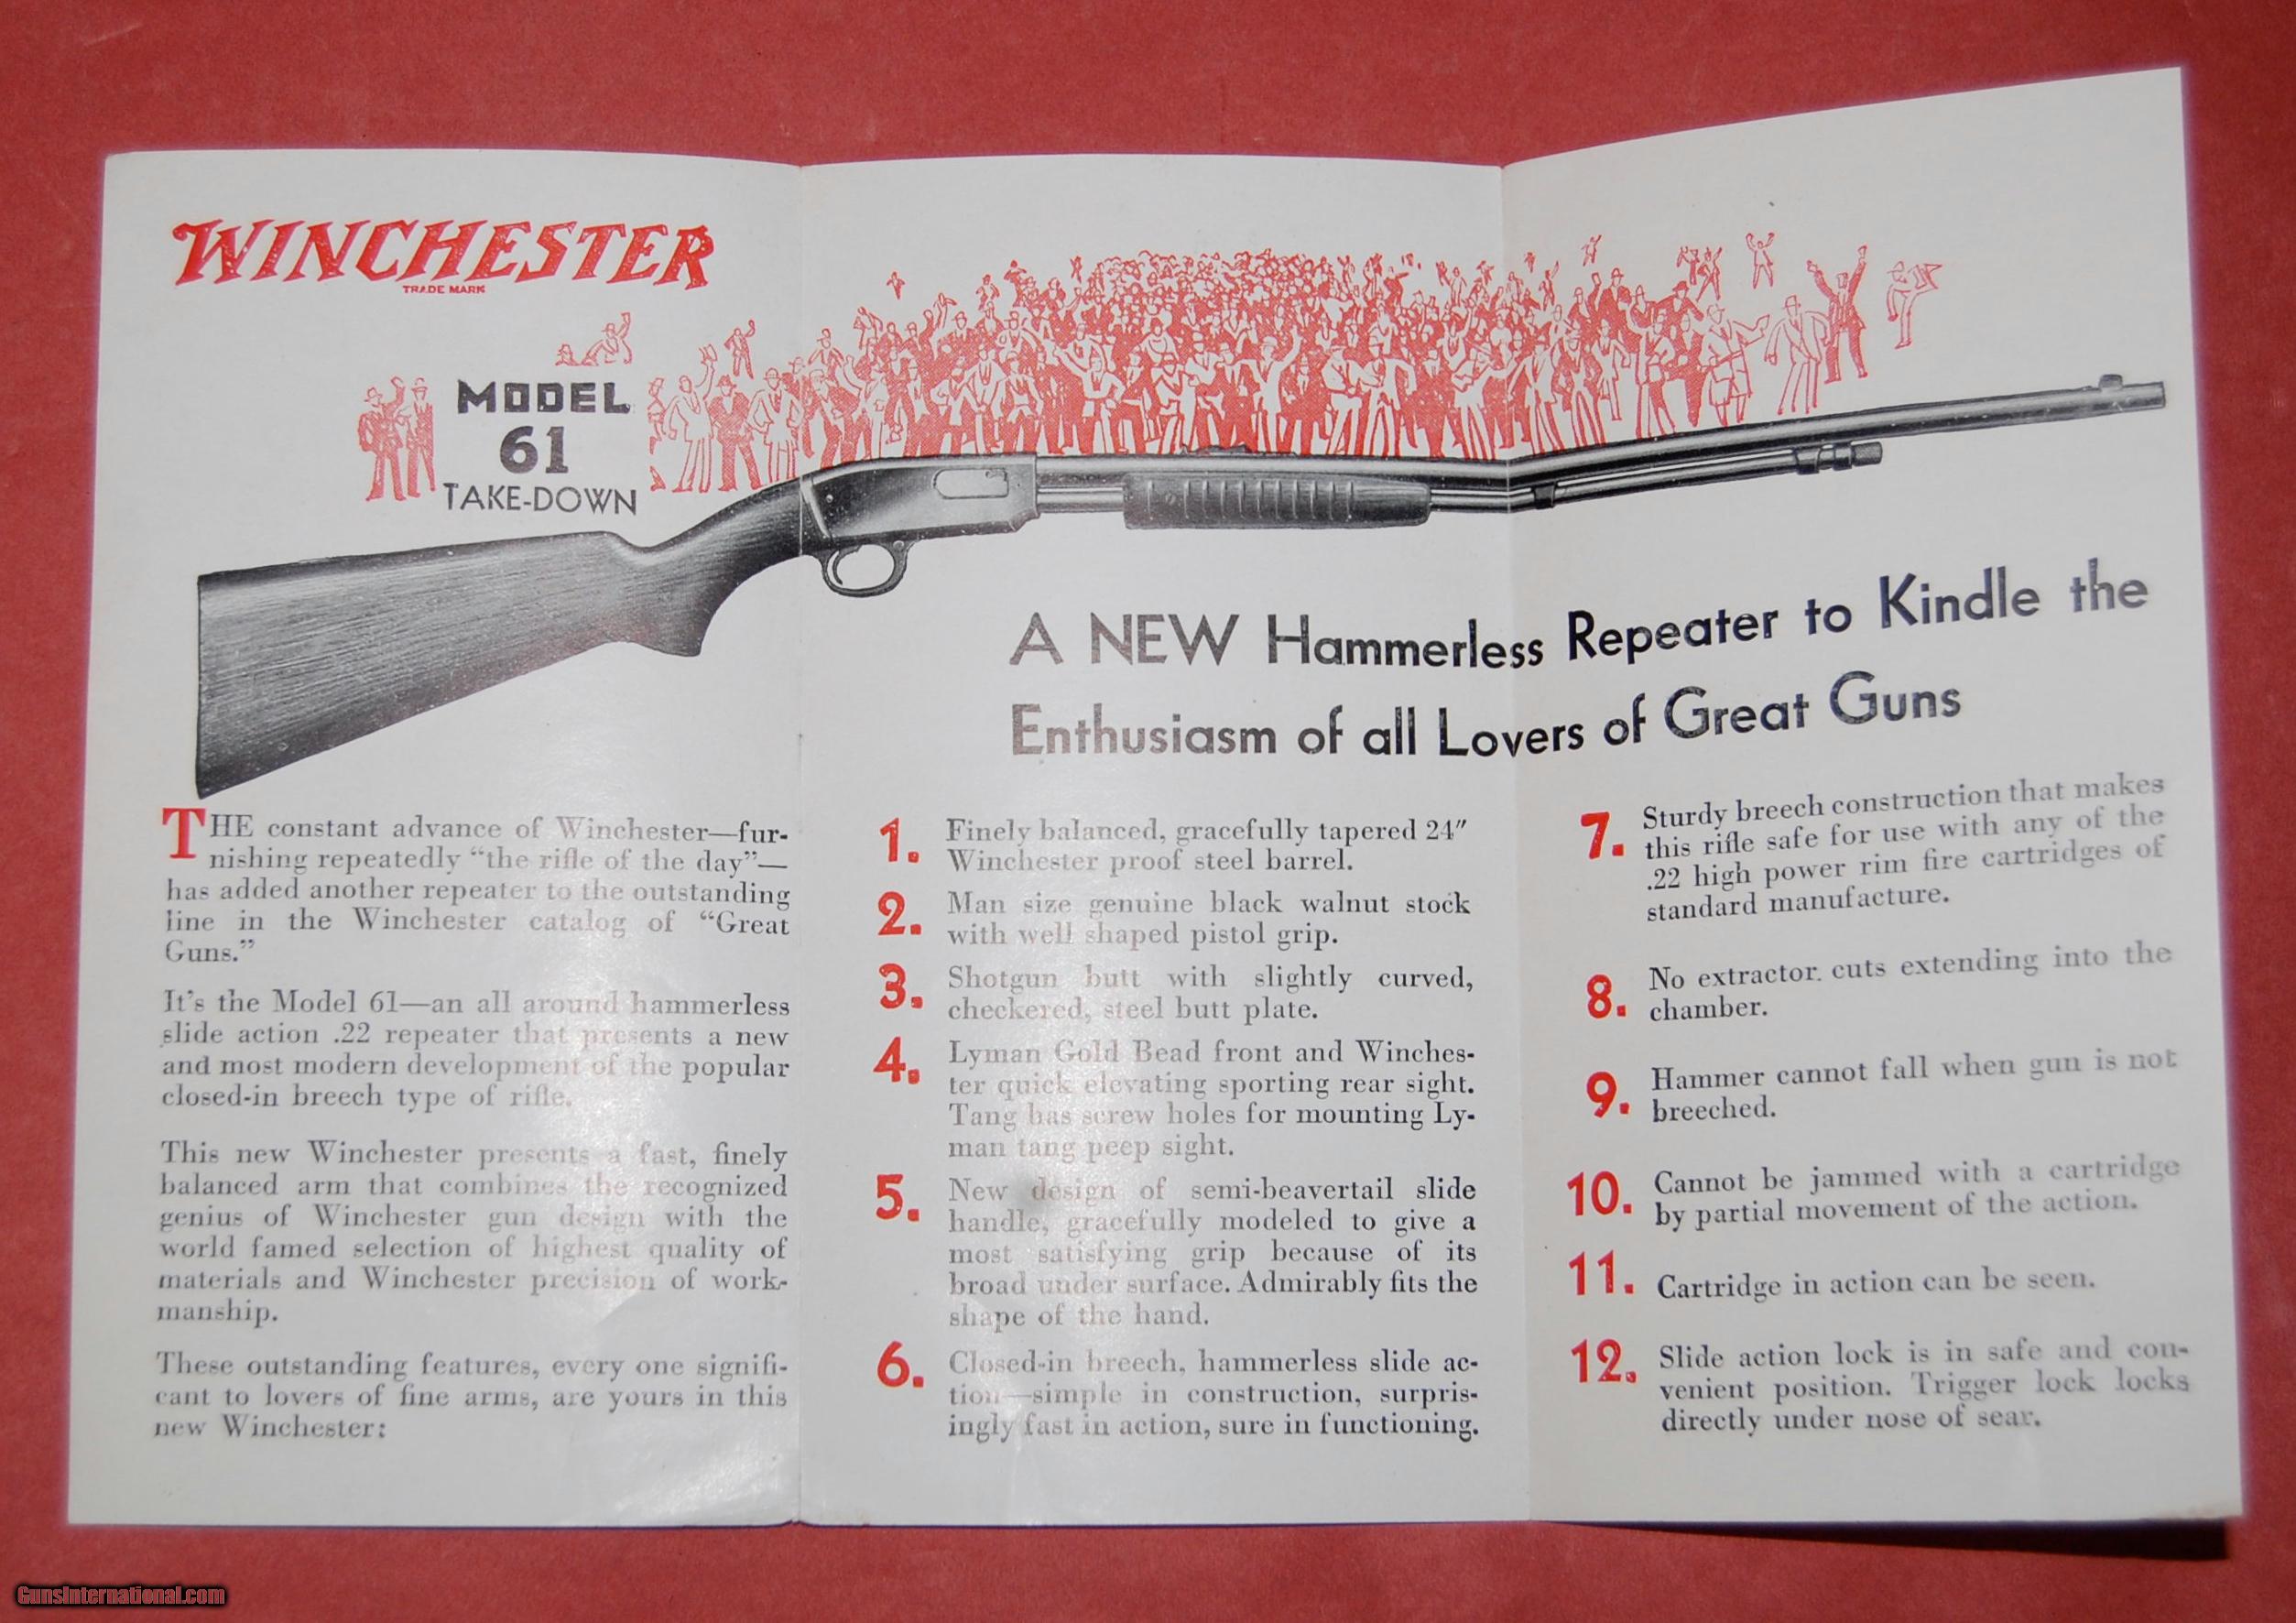 WINCHESTER
TRADE MARK
MODEL
61
TAKE-DOWN
A NEW Hammerless Repeater to Kindle the
Enthusiasm of all Lovers of Great Guns
THE constant advance of Winchester—fur-
nishing repeatedly “the rifle of the day”—
has added another repeater to the outstanding
line in the Winchester catalog of “Great
Guns.”
It’s the Model 61—an all around hammerless
slide action .22 repeater that presents a new
and most modern development of the popular
closed-in breech type of rifle.
This new Winchester presents a fast, finely
balanced arm that combines the recognized
genius of Winchester gun design with the
world famed selection of highest quality of
materials and Winchester precision of work-
manship.
These outstanding features, every one signifi-
cant to lovers of fine arms, are yours in this
new Winchester:
1. Finely balanced, gracefully tapered 24″
Winchester proof steel barrel.
2. Man size genuine black walnut stock
with well shaped pistol grip.
3. Shotgun butt with slightly curved,
checkered, steel butt plate.
4. Lyman Gold Bead front and Winches-
ter quick elevating sporting rear sight.
Tang has screw holes for mounting Ly-
man tang peep sight.
5. New design of semi-beavertail slide
handle, gracefully modeled to give a
most satisfying grip because of its
broad under surface. Admirably fits the
shape of the hand.
6. Closed-in breech, hammerless slide ac-
tion—simple in construction, surpris-
ingly fast in action, sure in functioning.
7. Sturdy breech construction that makes
this rifle safe for use with any of the
.22 high power rim fire cartridges of
standard manufacture.
8. No extractor. cuts extending into the
chamber.
9. Hammer cannot fall when gun is not
breeched.
10. Cannot be jammed with a cartridge
by partial movement of the action.
11. Cartridge in action can be seen.
12. Slide action lock is in safe and con-
venient position. Trigger lock locks
directly under nose of sear.
GunsInternational.com